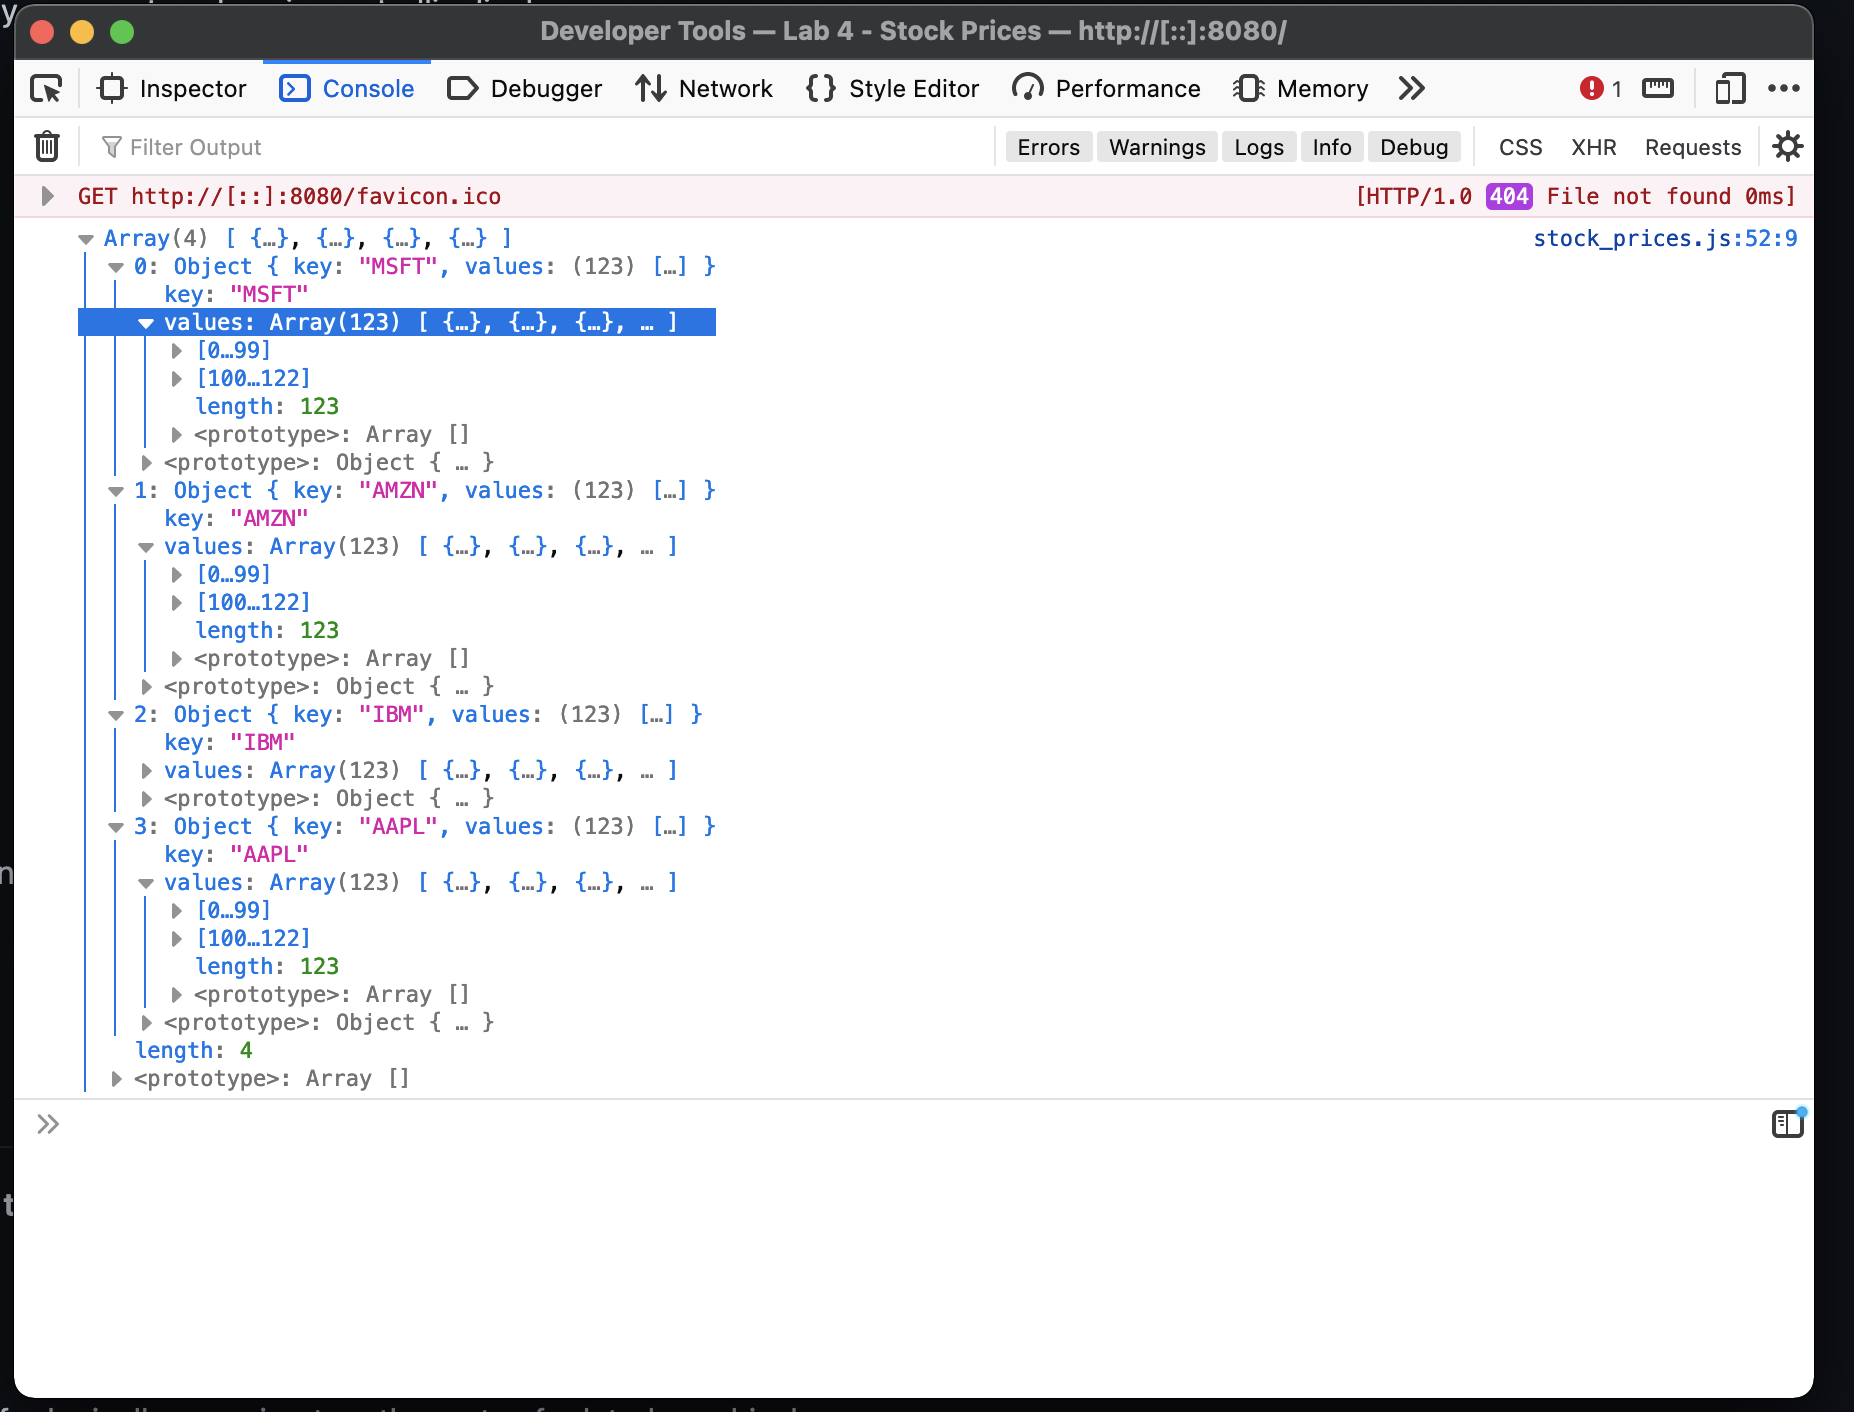 Developer Tools — Lab 4 - Stock Prices — http://[::]:8080/
Inspector Console Debugger Network Style Editor Performance Memory 1
Filter Output Errors Warnings Logs Info Debug CSS XHR Requests
GET http://[::]:8080/favicon.ico [HTTP/1.0 404 File not found 0ms]
Array(4) [ {…}, {…}, {…}, {…} ] stock_prices.js:52:9
0: Object { key: "MSFT", values: (123) […] }
key: "MSFT"
values: Array(123) [ {…}, {…}, {…}, … ]
[0…99]
[100…122]
length: 123
<prototype>: Array []
<prototype>: Object { … }
1: Object { key: "AMZN", values: (123) […] }
key: "AMZN"
values: Array(123) [ {…}, {…}, {…}, … ]
[0…99]
[100…122]
length: 123
<prototype>: Array []
<prototype>: Object { … }
2: Object { key: "IBM", values: (123) […] }
key: "IBM"
values: Array(123) [ {…}, {…}, {…}, … ]
<prototype>: Object { … }
3: Object { key: "AAPL", values: (123) […] }
key: "AAPL"
values: Array(123) [ {…}, {…}, {…}, … ]
[0…99]
[100…122]
length: 123
<prototype>: Array []
<prototype>: Object { … }
length: 4
<prototype>: Array []